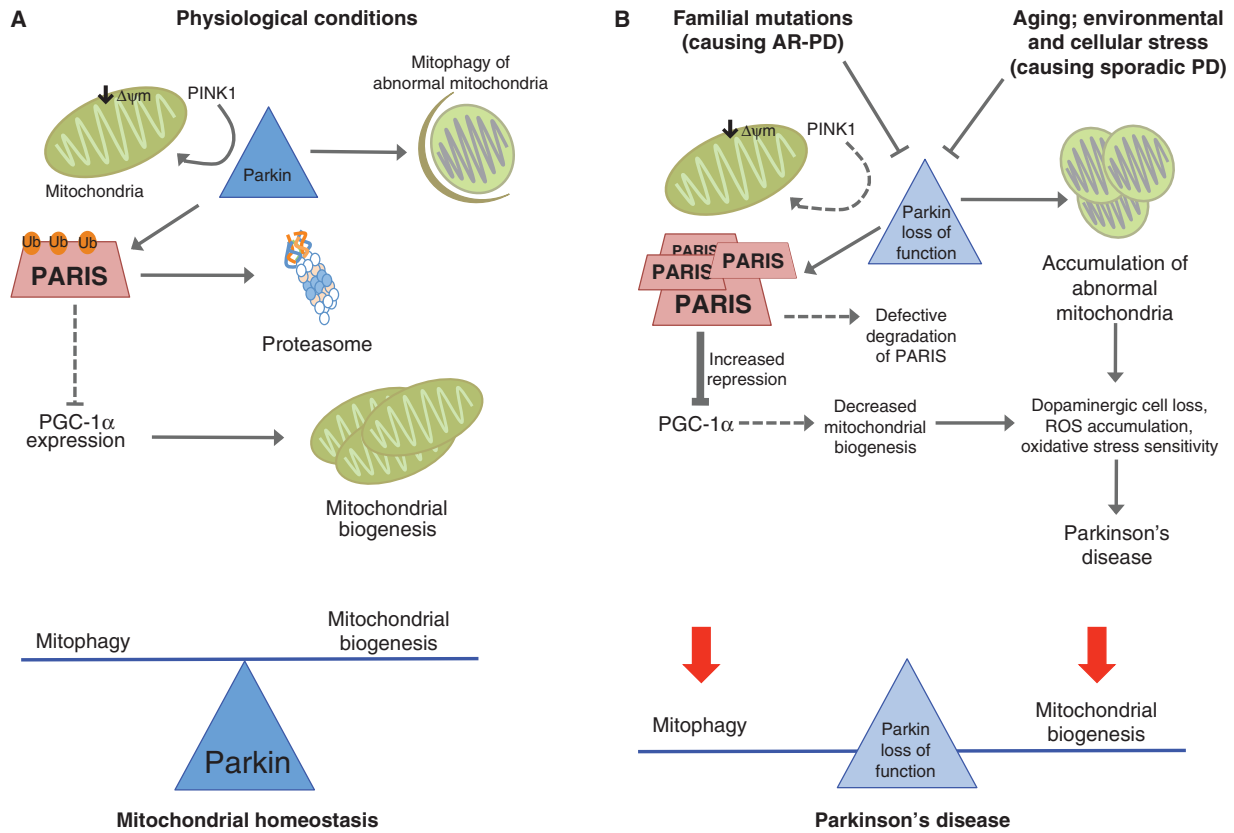 A
Physiological conditions
Mitophagy of
abnormal mitochondria
Δψm
PINK1
Parkin
Mitochondria
Ub
Ub
Ub
PARIS
Proteasome
PGC-1α
expression
Mitochondrial
biogenesis
Mitophagy
Mitochondrial
biogenesis
Parkin
Mitochondrial homeostasis
B
Familial mutations
(causing AR-PD)
Aging; environmental
and cellular stress
(causing sporadic PD)
Δψm
PINK1
Parkin
loss of
function
PARIS
PARIS
PARIS
PARIS
Accumulation of
abnormal
mitochondria
Defective
degradation
of PARIS
Increased
repression
PGC-1α
Decreased
mitochondrial
biogenesis
Dopaminergic cell loss,
ROS accumulation,
oxidative stress sensitivity
Parkinson's
disease
Mitophagy
Parkin
loss of
function
Mitochondrial
biogenesis
Parkinson's disease